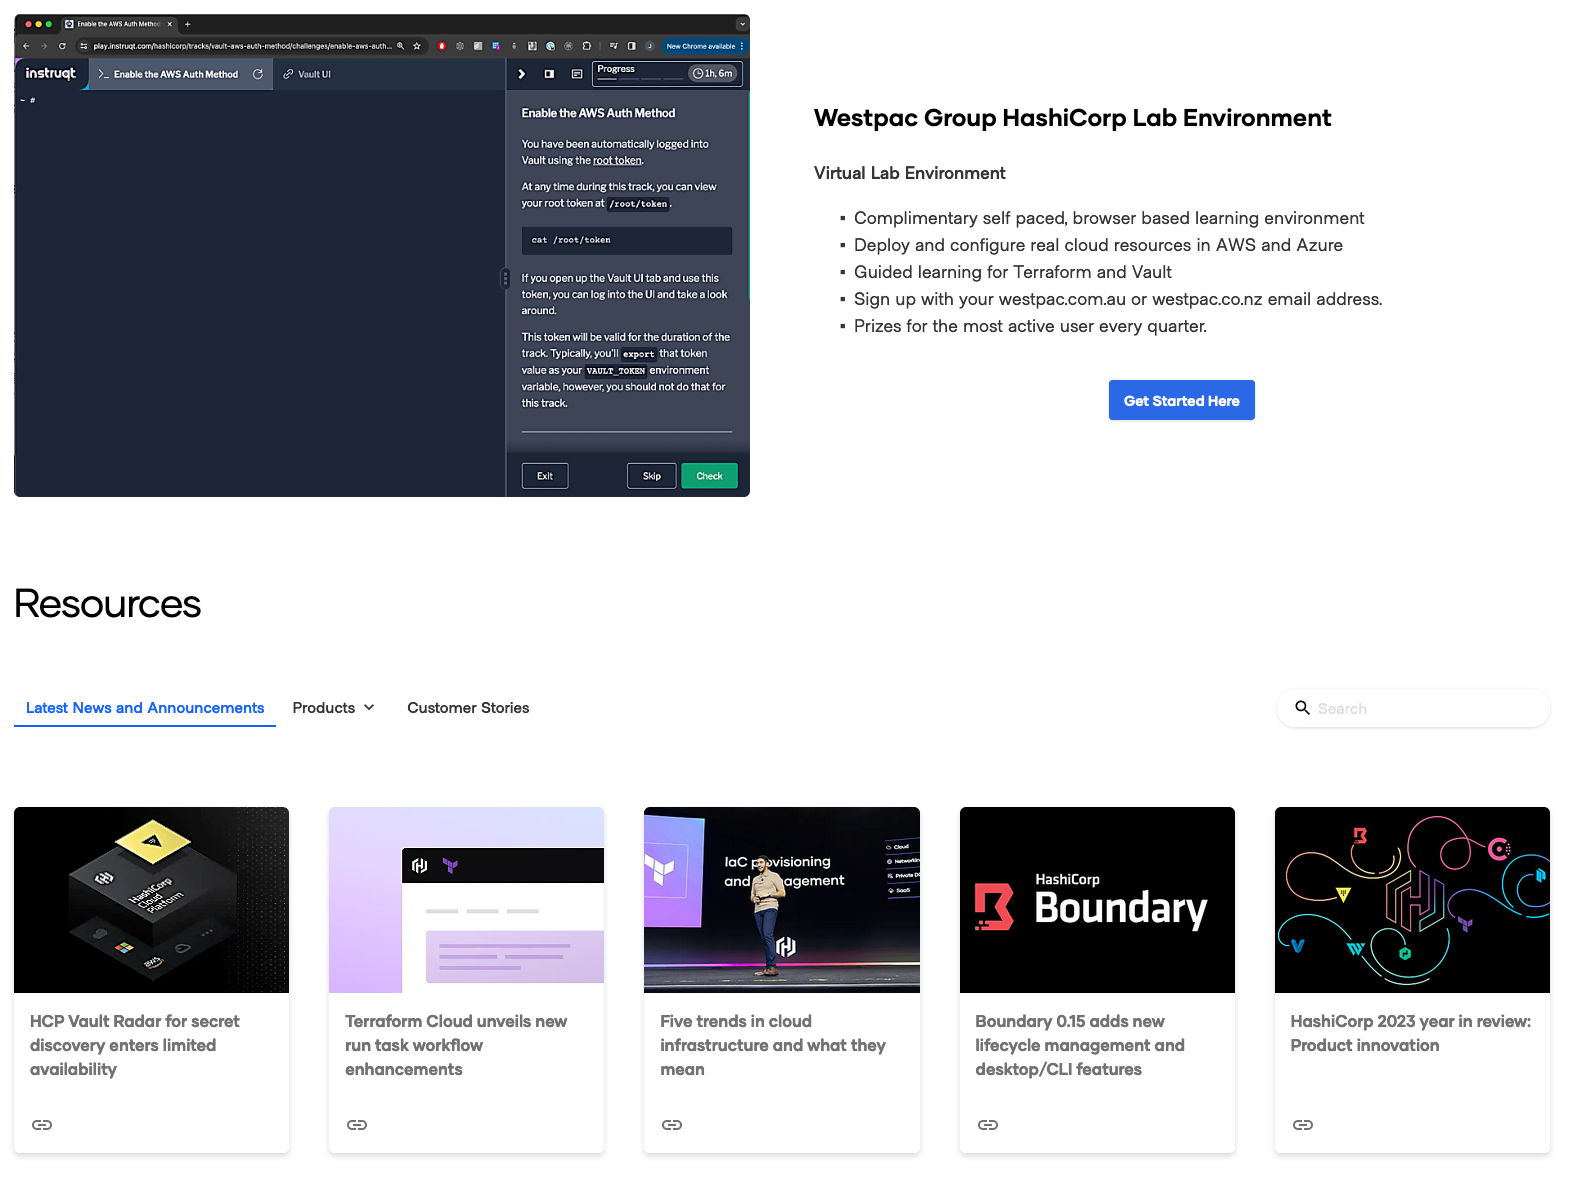 Enable the AWS Auth Method
play.instruqt.com/hashicorp/tracks/vault-aws-auth-method/challenges/enable-aws-auth...
New Chrome available
instruqt
>_ Enable the AWS Auth Method
Vault UI
Progress
1h, 6m
~ #
Enable the AWS Auth Method
You have been automatically logged into
Vault using the root token.
At any time during this track, you can view
your root token at /root/token.
cat /root/token
If you open up the Vault UI tab and use this
token, you can log into the UI and take a look
around.
This token will be valid for the duration of the
track. Typically, you'll export that token
value as your VAULT_TOKEN environment
variable, however, you should not do that for
this track.
Exit
Skip
Check
Westpac Group HashiCorp Lab Environment
Virtual Lab Environment
▪ Complimentary self paced, browser based learning environment
▪ Deploy and configure real cloud resources in AWS and Azure
▪ Guided learning for Terraform and Vault
▪ Sign up with your westpac.com.au or westpac.co.nz email address.
▪ Prizes for the most active user every quarter.
Get Started Here
Resources
Latest News and Announcements
Products
Customer Stories
Search
HashiCorp
Cloud
Platform
aws
HCP Vault Radar for secret
discovery enters limited
availability
Terraform Cloud unveils new
run task workflow
enhancements
IaC provisioning
and
Cloud
SaaS
Five trends in cloud
infrastructure and what they
mean
HashiCorp
Boundary
Boundary 0.15 adds new
lifecycle management and
desktop/CLI features
HashiCorp 2023 year in review:
Product innovation